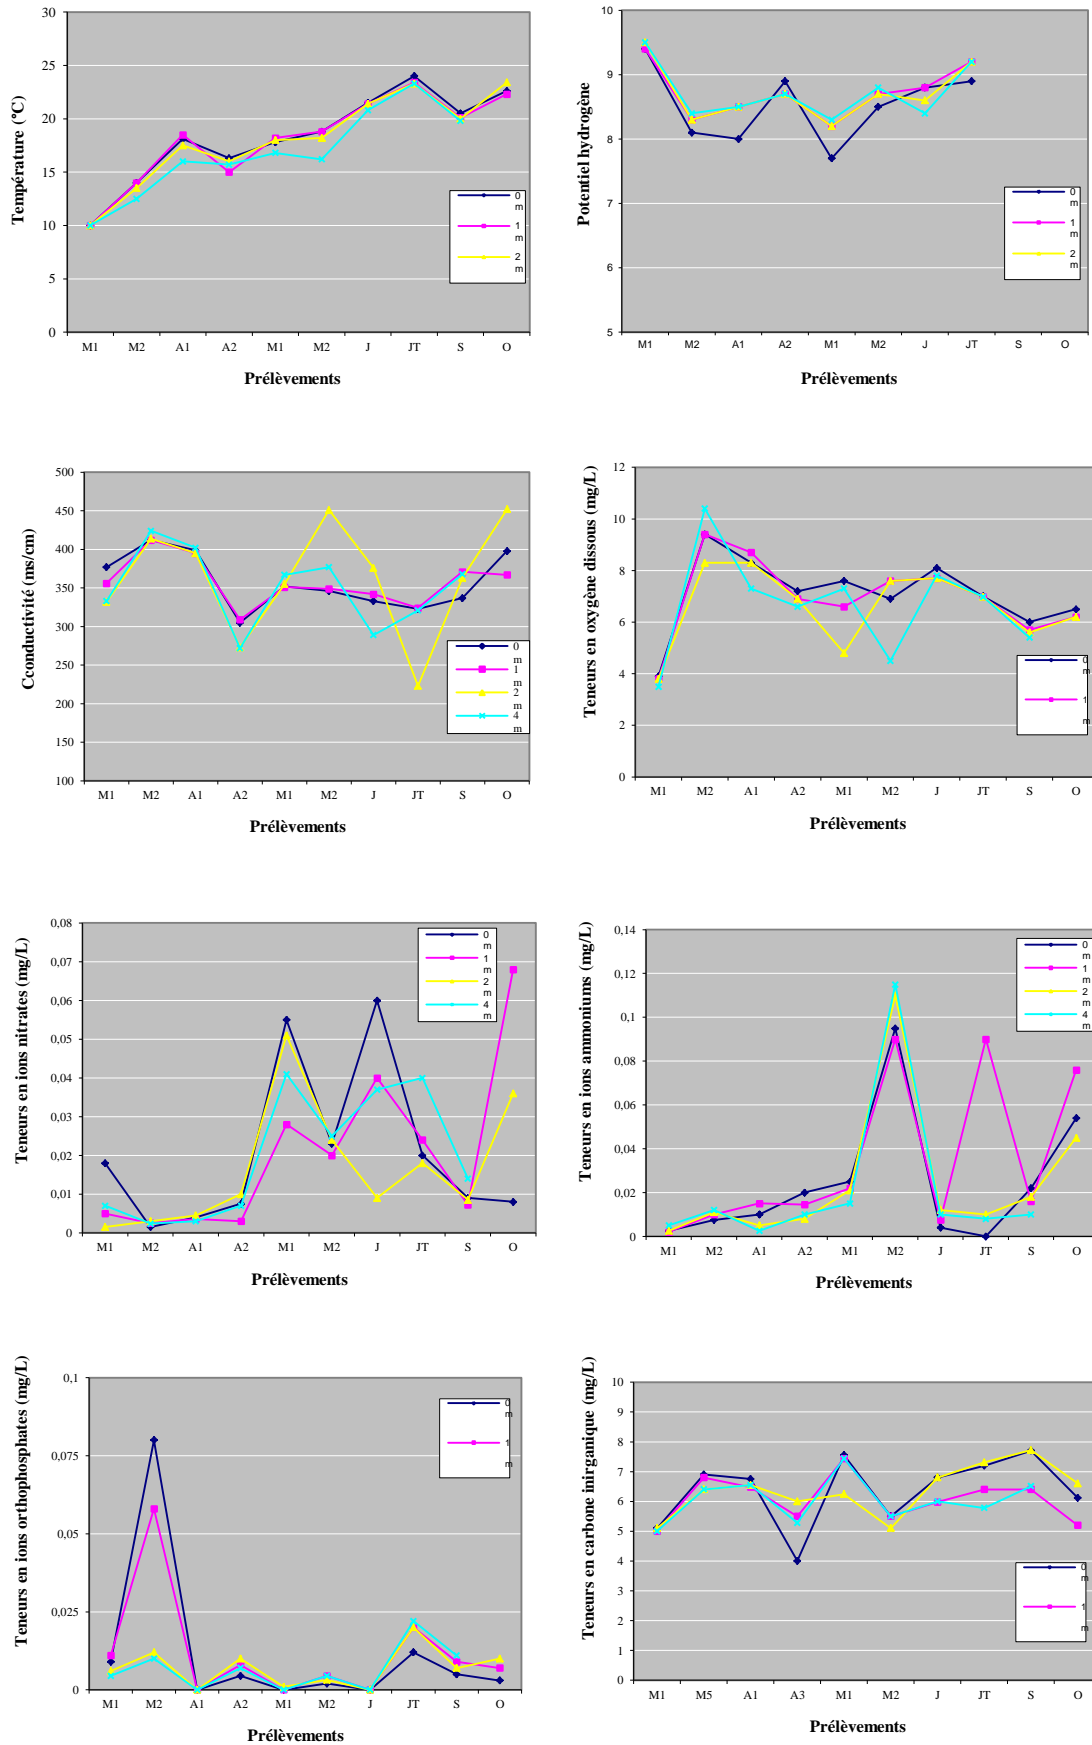 Température (°C)
30
25
20
15
10
5
0
M1 M2 A1 A2 M1 M2 J JT S O
Prélèvements
0 m
1 m
2 m
Potentiel hydrogène
10
9
8
7
6
5
M1 M2 A1 A2 M1 M2 J JT S O
Prélèvements
0 m
1 m
2 m
Cconductivité (ms/cm)
500
450
400
350
300
250
200
150
100
M1 M2 A1 A2 M1 M2 J JT S O
Prélèvements
0 m
1 m
2 m
4 m
Teneurs en oxygène dissous (mg/L)
12
10
8
6
4
2
0
M1 M2 A1 A2 M1 M2 J JT S O
Prélèvements
0 m
1 m
Teneurs en ions nitrates (mg/L)
0,08
0,07
0,06
0,05
0,04
0,03
0,02
0,01
0
M1 M2 A1 A2 M1 M2 J JT S O
Prélèvements
0 m
1 m
2 m
4 m
Teneurs en ions ammoniums (mg/L)
0,14
0,12
0,1
0,08
0,06
0,04
0,02
0
M1 M2 A1 A2 M1 M2 J JT S O
Prélèvements
0 m
1 m
2 m
4 m
Teneurs en ions orthophosphates (mg/L)
0,1
0,075
0,05
0,025
0
M1 M2 A1 A2 M1 M2 J JT S O
Prélèvements
0 m
1 m
Teneurs en carbone inirganique (mg/L)
10
9
8
7
6
5
4
3
2
1
0
M1 M5 A1 A3 M1 M2 J JT S O
Prélèvements
0 m
1 m